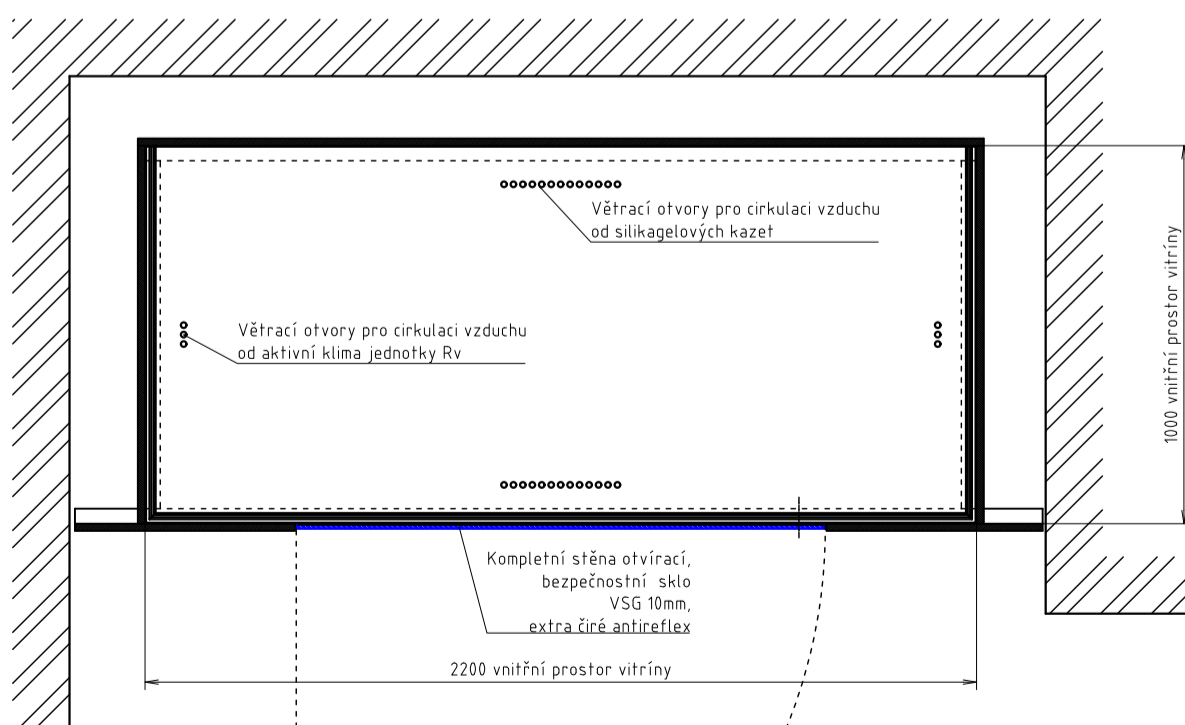 Větrací otvory pro cirkulaci vzduchu
od silikagelových kazet
Větrací otvory pro cirkulaci vzduchu
od aktivní klima jednotky Rv
1000 vnitřní prostor vitríny
Kompletní stěna otvírací,
bezpečnostní sklo
VSG 10mm,
extra čiré antireflex
2200 vnitřní prostor vitríny